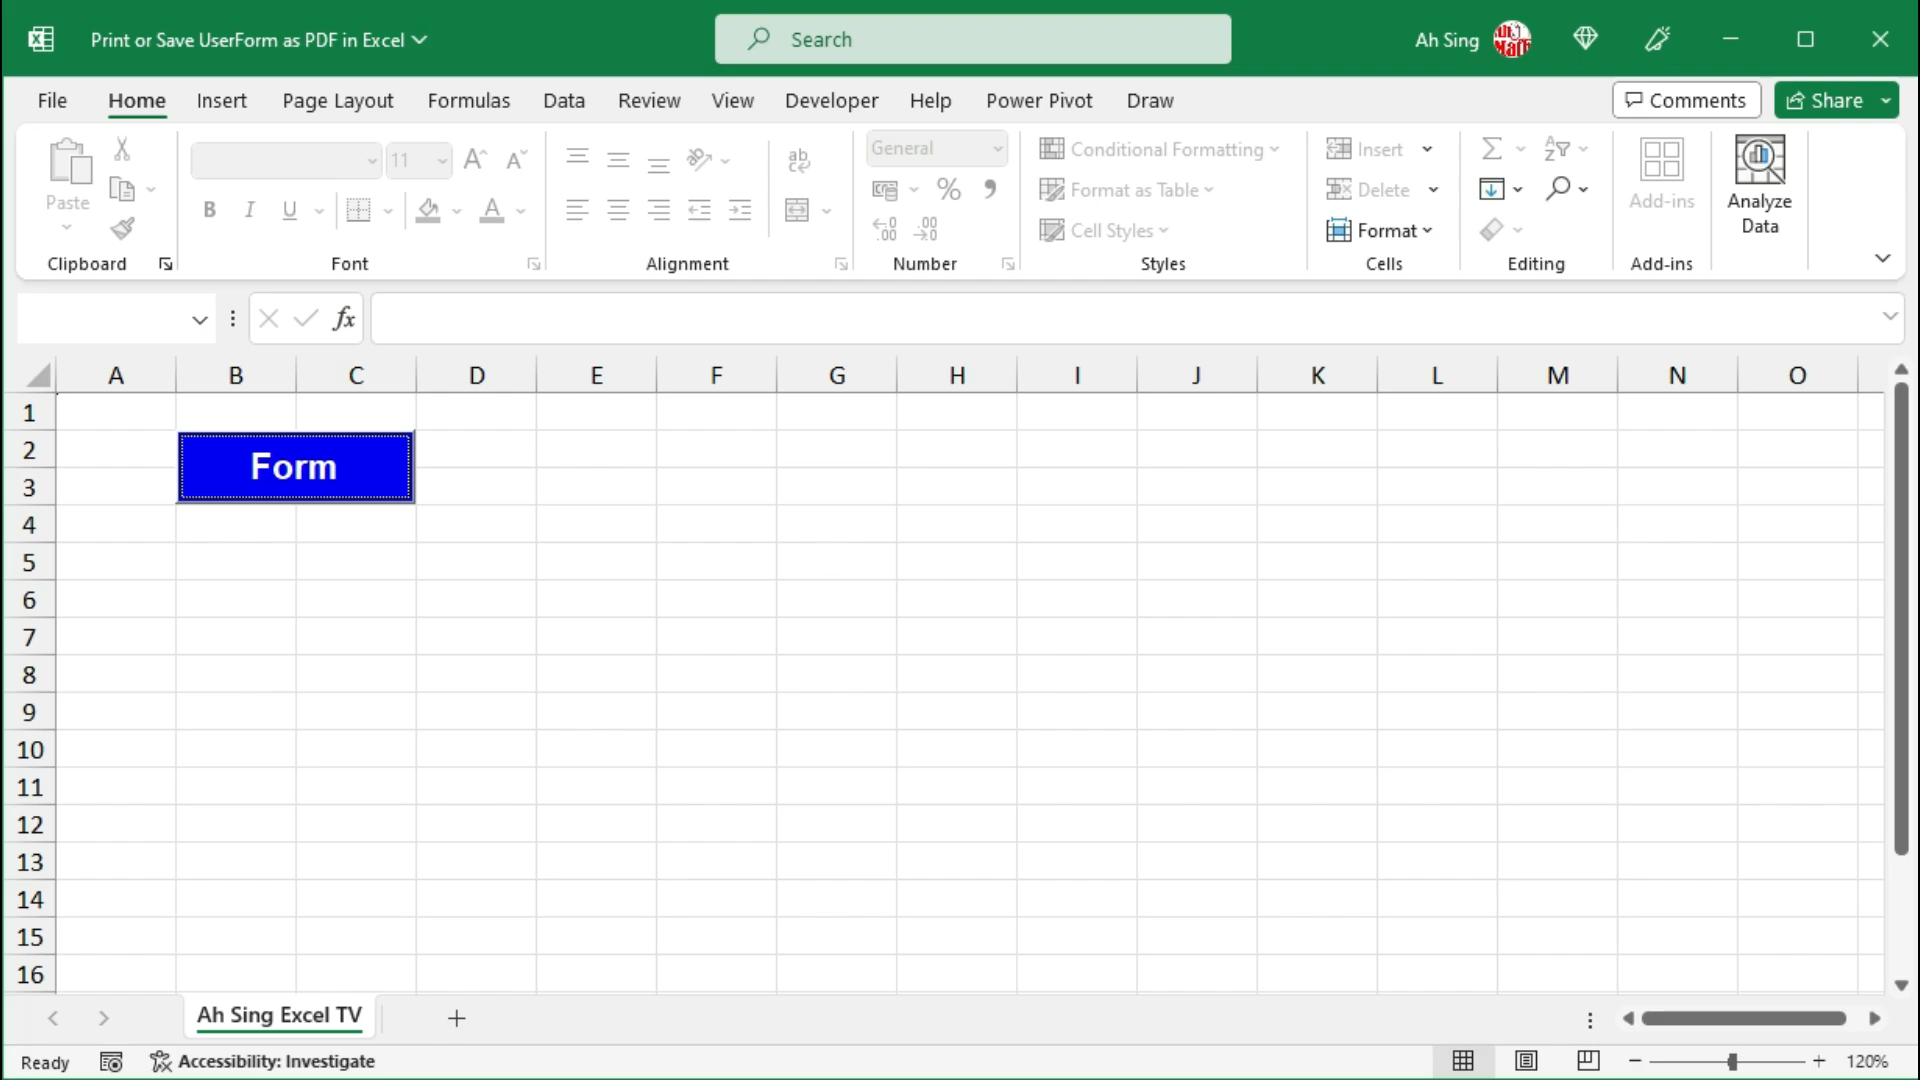 Print or Save UserForm as PDF in Excel
Search
Ah Sing
File Home Insert Page Layout Formulas Data Review View Developer Help Power Pivot Draw
Comments Share
Paste
11
General
Conditional Formatting
Format as Table
Cell Styles
Insert
Delete
Format
Add-ins
Analyze
Data
Clipboard Font Alignment Number Styles Cells Editing Add-ins
fx
A B C D E F G H I J K L M N O
1
2
3
Form
4
5
6
7
8
9
10
11
12
13
14
15
16
Ah Sing Excel TV
Ready Accessibility: Investigate 120%